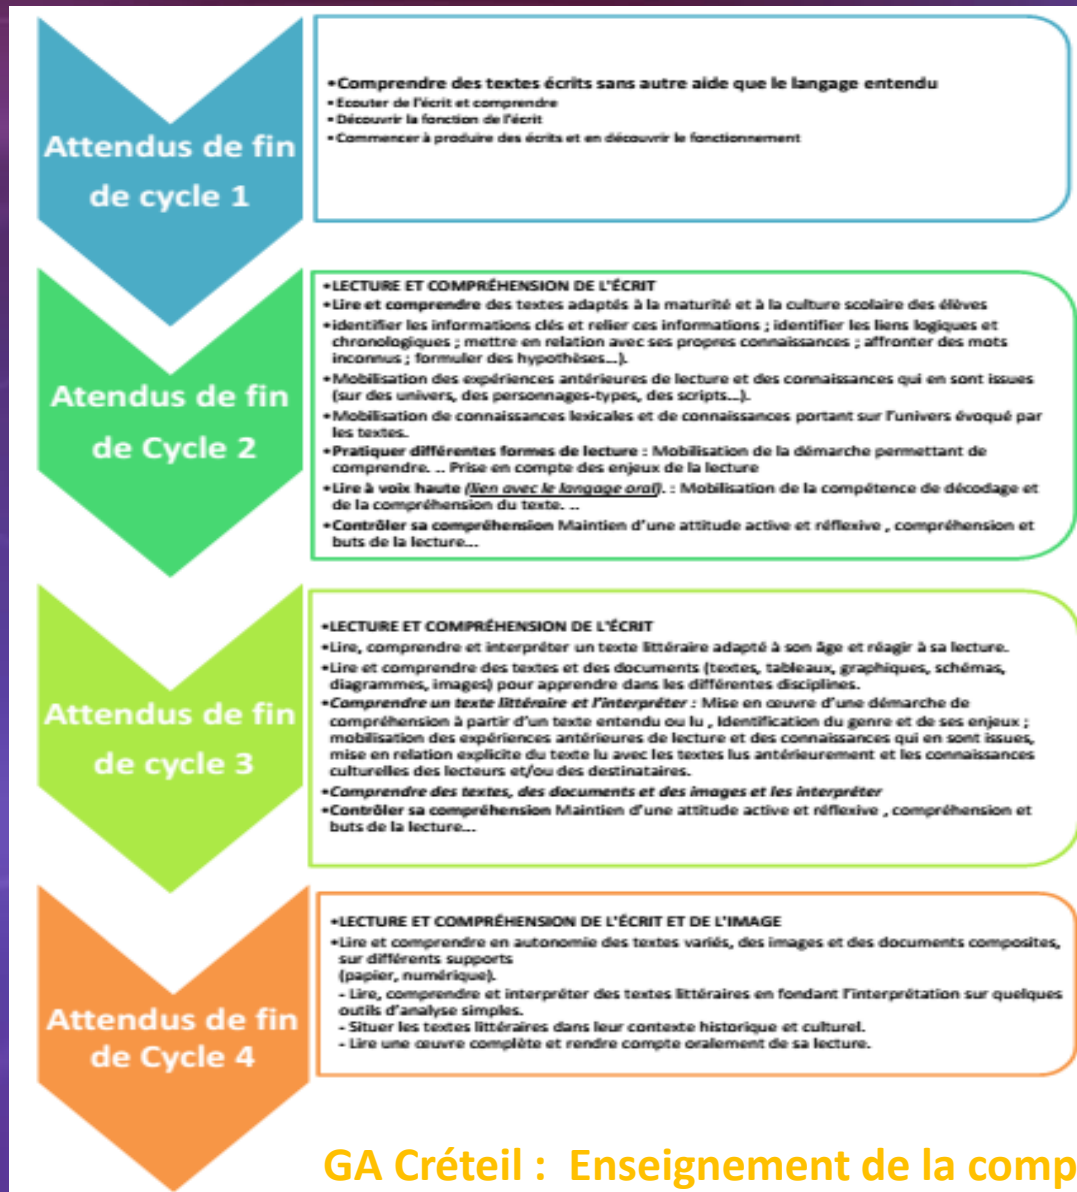 Attendus de fin
de cycle 1
•Comprendre des textes écrits sans autre aide que le langage entendu
•Ecouter de l'écrit et comprendre
•Découvrir la fonction de l'écrit
•Commencer à produire des écrits et en découvrir le fonctionnement
Atendus de fin
de Cycle 2
•LECTURE ET COMPRÉHENSION DE L'ÉCRIT
•Lire et comprendre des textes adaptés à la maturité et à la culture scolaire des élèves
•identifier les informations clés et relier ces informations ; identifier les liens logiques et
chronologiques ; mettre en relation avec ses propres connaissances ; affronter des mots
inconnus ; formuler des hypothèses...).
•Mobilisation des expériences antérieures de lecture et des connaissances qui en sont issues
(sur des univers, des personnages-types, des scripts...).
•Mobilisation de connaissances lexicales et de connaissances portant sur l'univers évoqué par
les textes.
•Pratiquer différentes formes de lecture : Mobilisation de la démarche permettant de
comprendre. .. Prise en compte des enjeux de la lecture
•Lire à voix haute (lien avec le langage oral). : Mobilisation de la compétence de décodage et
de la compréhension du texte. ..
•Contrôler sa compréhension Maintien d'une attitude active et réflexive , compréhension et
buts de la lecture...
Attendus de fin
de cycle 3
•LECTURE ET COMPRÉHENSION DE L'ÉCRIT
•Lire, comprendre et interpréter un texte littéraire adapté à son âge et réagir à sa lecture.
•Lire et comprendre des textes et des documents (textes, tableaux, graphiques, schémas,
diagrammes, images) pour apprendre dans les différentes disciplines.
•Comprendre un texte littéraire et l'interpréter : Mise en œuvre d'une démarche de
compréhension à partir d'un texte entendu ou lu , Identification du genre et de ses enjeux ;
mobilisation des expériences antérieures de lecture et des connaissances qui en sont issues,
mise en relation explicite du texte lu avec les textes lus antérieurement et les connaissances
culturelles des lecteurs et/ou des destinataires.
•Comprendre des textes, des documents et des images et les interpréter
•Contrôler sa compréhension Maintien d'une attitude active et réflexive , compréhension et
buts de la lecture...
Attendus de fin
de Cycle 4
•LECTURE ET COMPRÉHENSION DE L'ÉCRIT ET DE L'IMAGE
•Lire et comprendre en autonomie des textes variés, des images et des documents composites,
sur différents supports
(papier, numérique).
- Lire, comprendre et interpréter des textes littéraires en fondant l'interprétation sur quelques
outils d'analyse simples.
- Situer les textes littéraires dans leur contexte historique et culturel.
- Lire une œuvre complète et rendre compte oralement de sa lecture.
GA Créteil : Enseignement de la comp